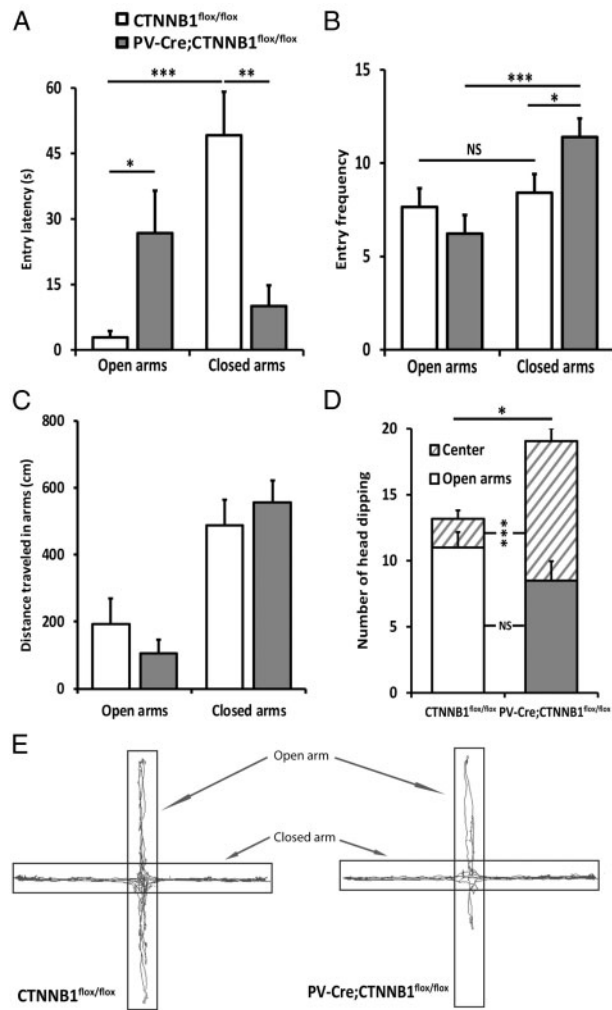 A
CTNNB1flox/flox
PV-Cre;CTNNB1flox/flox
***
**
*
Entry latency (s)
60
45
30
15
0
Open arms
Closed arms
B
***
*
NS
Entry frequency
15
10
5
0
Open arms
Closed arms
C
Distance traveled in arms (cm)
800
600
400
200
0
Open arms
Closed arms
D
*
Center
Open arms
***
NS
Number of head dipping
20
15
10
5
0
CTNNB1flox/flox PV-Cre;CTNNB1flox/flox
E
Open arm
Closed arm
CTNNB1flox/flox
PV-Cre;CTNNB1flox/flox